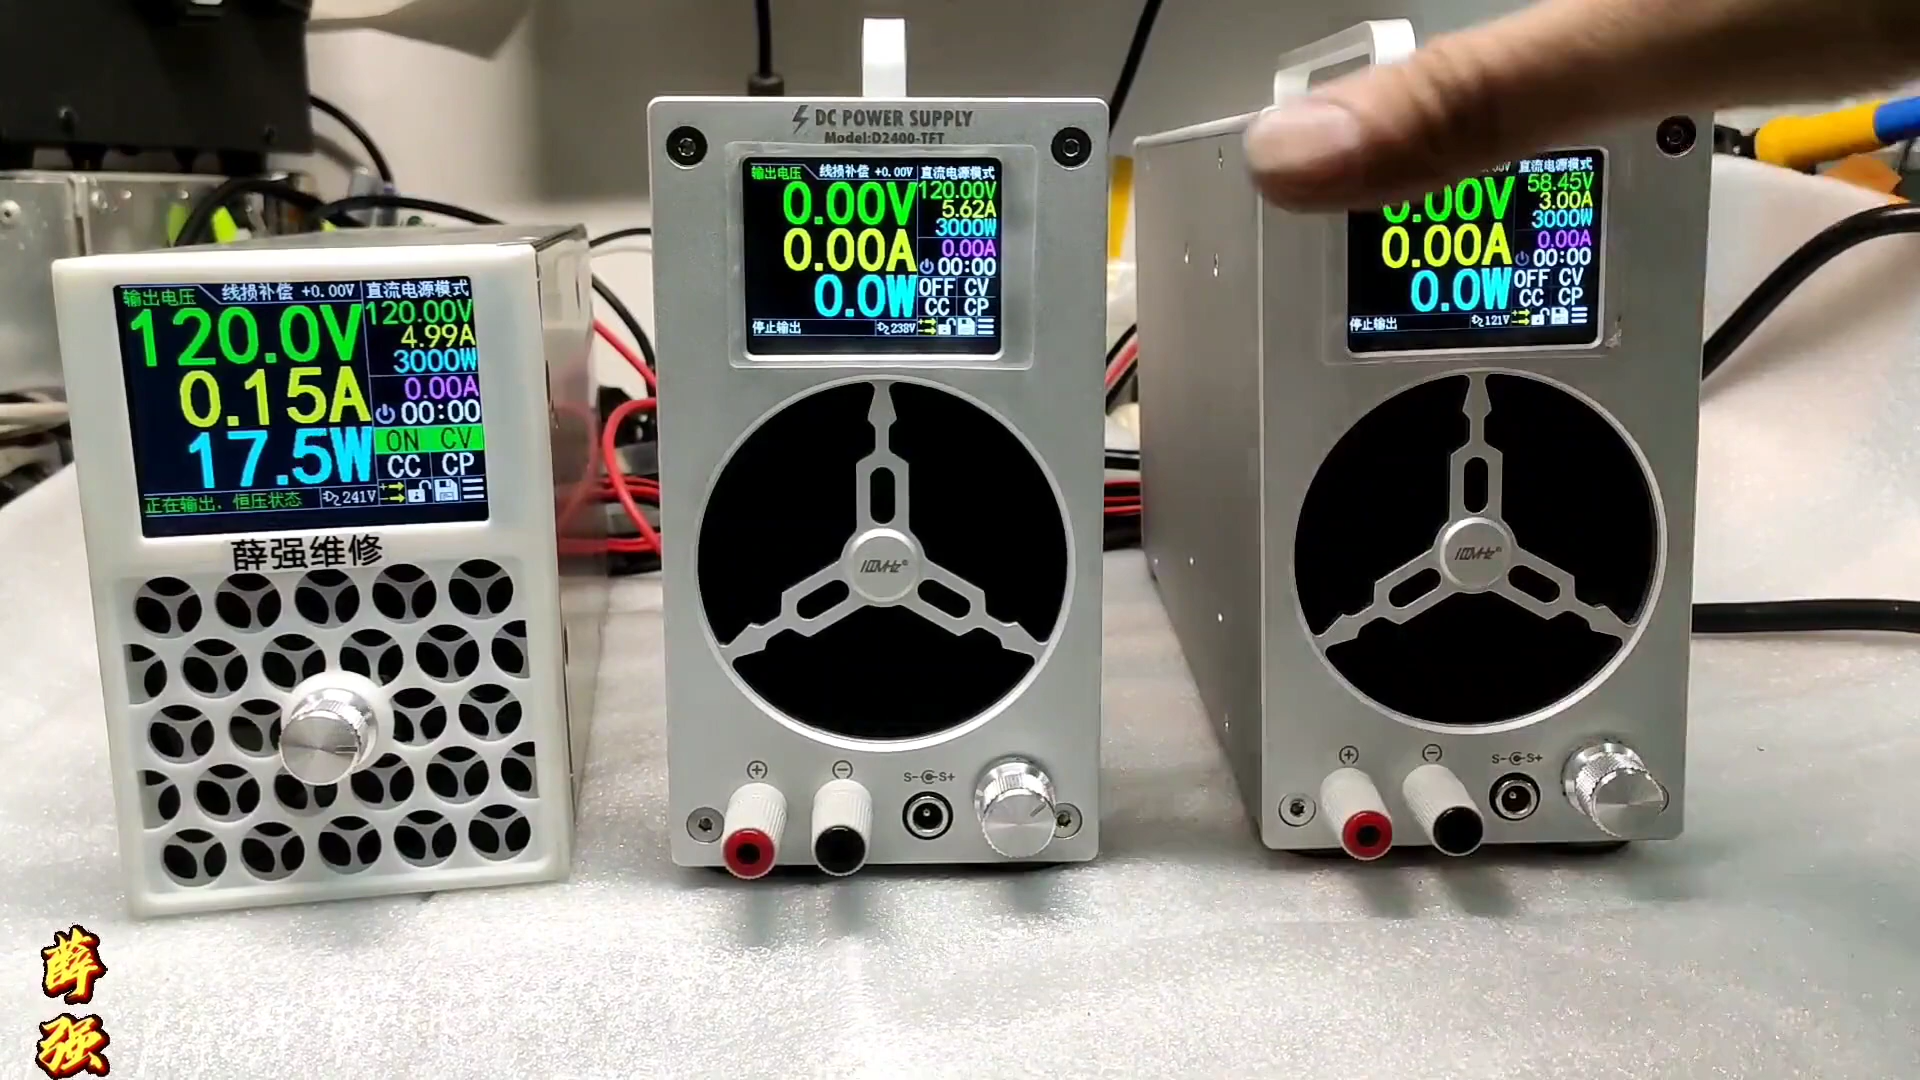 输出电压 线损补偿 +0.00V 直流电源模式
120.0V 120.00V
4.99A
0.15A 3000W
0.00A
00:00
17.5W ON CV
CC CP
正在输出，恒压状态 241V
薛强维修
DC POWER SUPPLY
Model:D2400-TFT
输出电压 线损补偿 +0.00V 直流电源模式
0.00V 120.00V
5.62A
0.00A 3000W
0.00A
00:00
0.0W OFF CV
CC CP
停止输出 238V
100MHz®
S- S+
直流电源模式
0.00V 58.45V
3.00A
0.00A 3000W
0.00A
00:00
0.0W OFF CV
CC CP
停止输出 121V
100MHz®
S- S+
薛
强